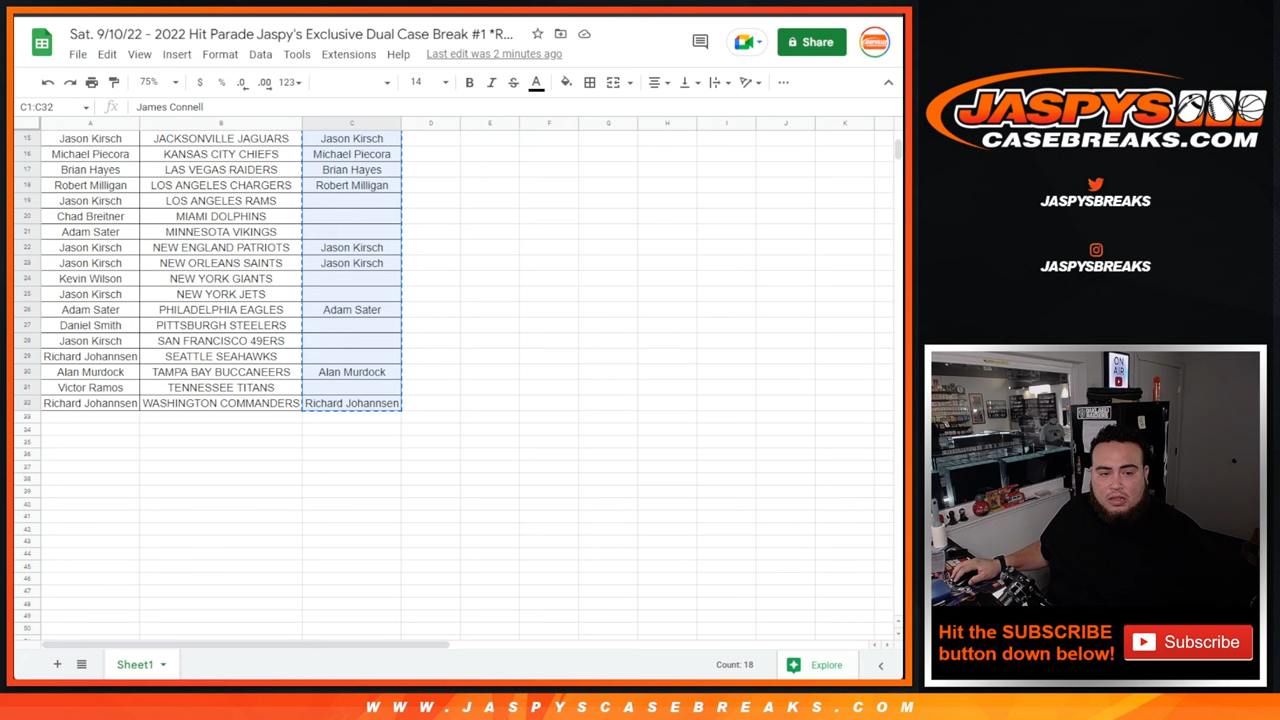 Sat. 9/10/22 - 2022 Hit Parade Jaspy's Exclusive Dual Case Break #1 *R...
File Edit View Insert Format Data Tools Extensions Help Last edit was 2 minutes ago
Share
75% $ % .0 .00 123 14 B I S A
C1:C32 fx James Connell
A B C D E F G H I J K
15 Jason Kirsch JACKSONVILLE JAGUARS Jason Kirsch
16 Michael Piecora KANSAS CITY CHIEFS Michael Piecora
17 Brian Hayes LAS VEGAS RAIDERS Brian Hayes
18 Robert Milligan LOS ANGELES CHARGERS Robert Milligan
19 Jason Kirsch LOS ANGELES RAMS
20 Chad Breitner MIAMI DOLPHINS
21 Adam Sater MINNESOTA VIKINGS
22 Jason Kirsch NEW ENGLAND PATRIOTS Jason Kirsch
23 Jason Kirsch NEW ORLEANS SAINTS Jason Kirsch
24 Kevin Wilson NEW YORK GIANTS
25 Jason Kirsch NEW YORK JETS
26 Adam Sater PHILADELPHIA EAGLES Adam Sater
27 Daniel Smith PITTSBURGH STEELERS
28 Jason Kirsch SAN FRANCISCO 49ERS
29 Richard Johannsen SEATTLE SEAHAWKS
30 Alan Murdock TAMPA BAY BUCCANEERS Alan Murdock
31 Victor Ramos TENNESSEE TITANS
32 Richard Johannsen WASHINGTON COMMANDERS Richard Johannsen
33
34
35
36
37
38
39
40
41
42
43
44
45
46
47
48
49
50
Sheet1
Count: 18
Explore
JASPYS
CASEBREAKS.COM
JASPYSBREAKS
JASPYSBREAKS
ON
AIR
Hit the SUBSCRIBE
button down below!
Subscribe
WWW.JASPYSCASEBREAKS.COM